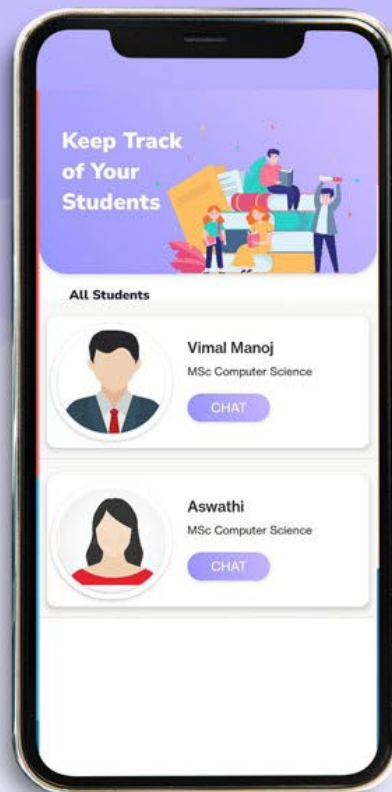 Keep Track
of Your
Students
All Students
Vimal Manoj
MSc Computer Science
CHAT
Aswathi
MSc Computer Science
CHAT